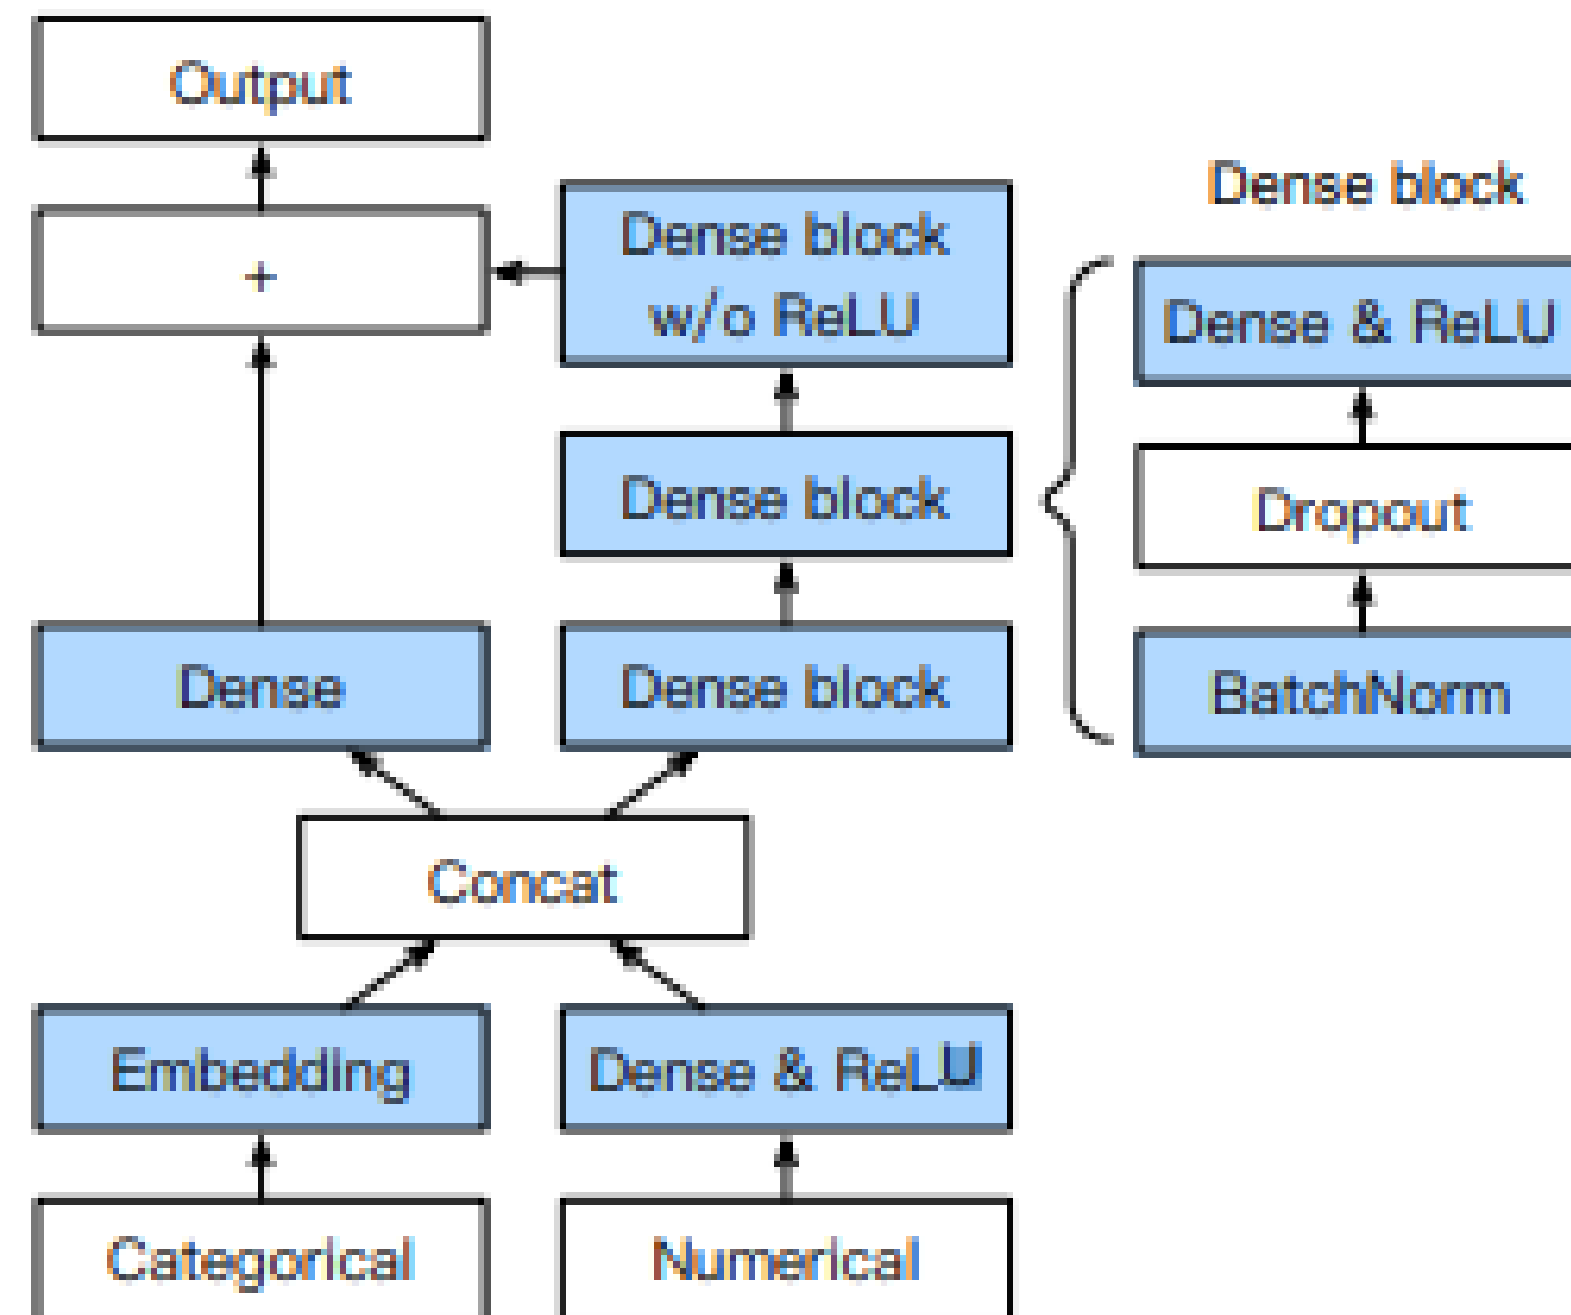 Output
+
Dense block
w/o ReLU
Dense block
Dense & ReLU
Dense block
Dropout
Dense
Dense block
BatchNorm
Concat
Embedding
Dense & ReLU
Categorical
Numerical